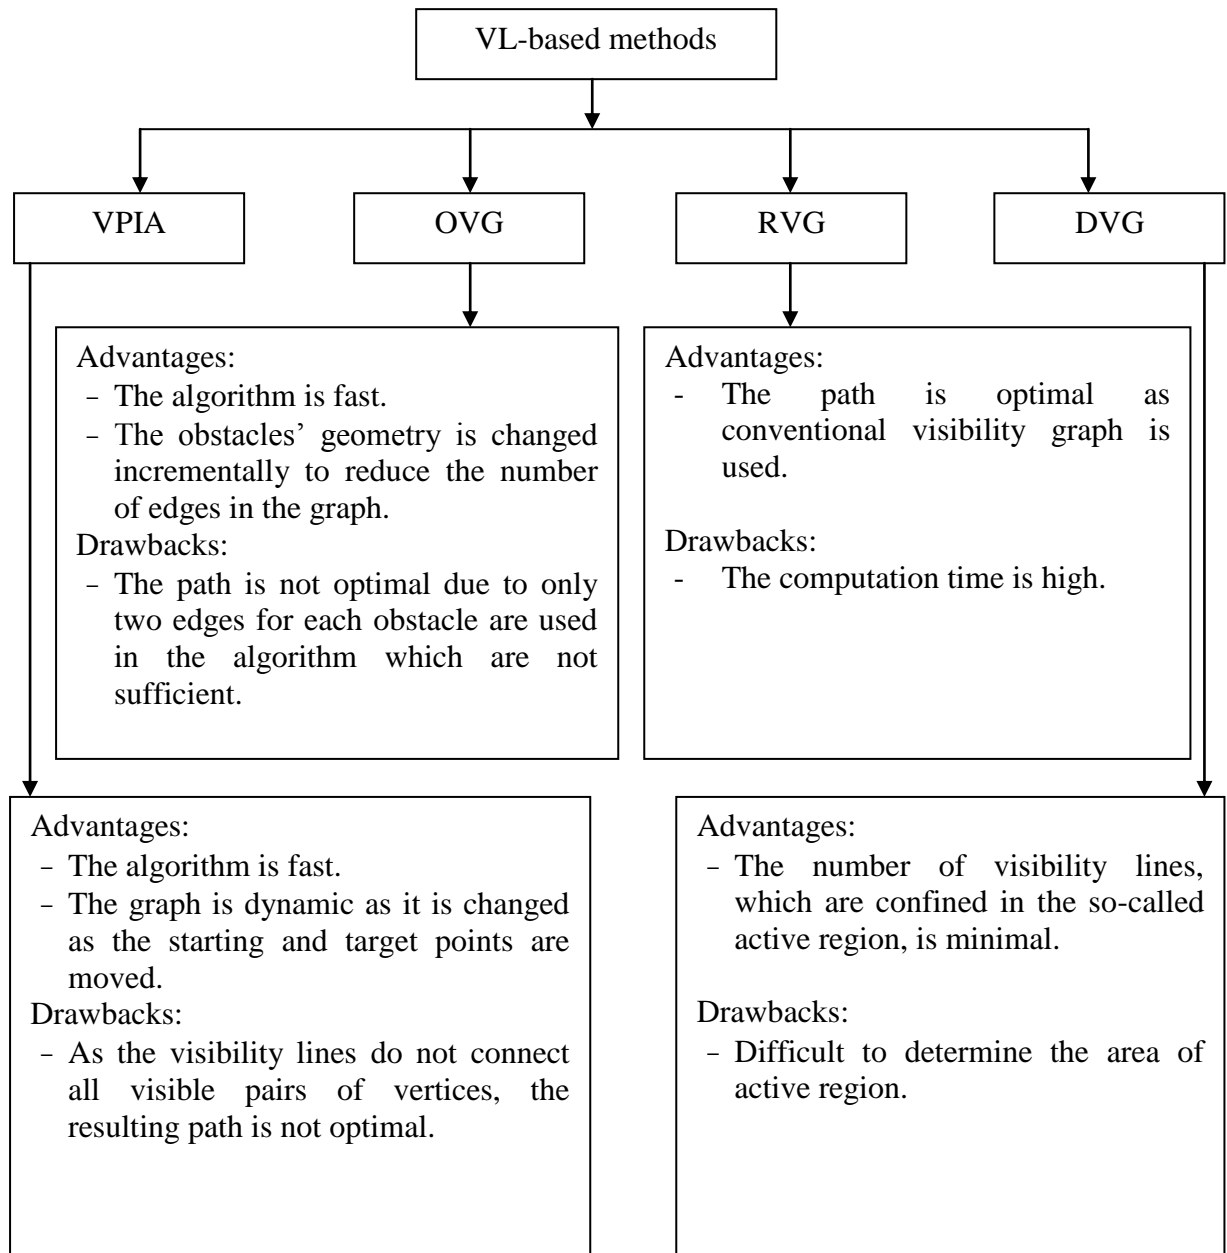 VL-based methods
VPIA
OVG
RVG
DVG
Advantages:
- The algorithm is fast.
- The obstacles’ geometry is changed
incrementally to reduce the number
of edges in the graph.
Drawbacks:
- The path is not optimal due to only
two edges for each obstacle are used
in the algorithm which are not
sufficient.
Advantages:
- The path is optimal as
conventional visibility graph is
used.
Drawbacks:
- The computation time is high.
Advantages:
- The algorithm is fast.
- The graph is dynamic as it is changed
as the starting and target points are
moved.
Drawbacks:
- As the visibility lines do not connect
all visible pairs of vertices, the
resulting path is not optimal.
Advantages:
- The number of visibility lines,
which are confined in the so-called
active region, is minimal.
Drawbacks:
- Difficult to determine the area of
active region.